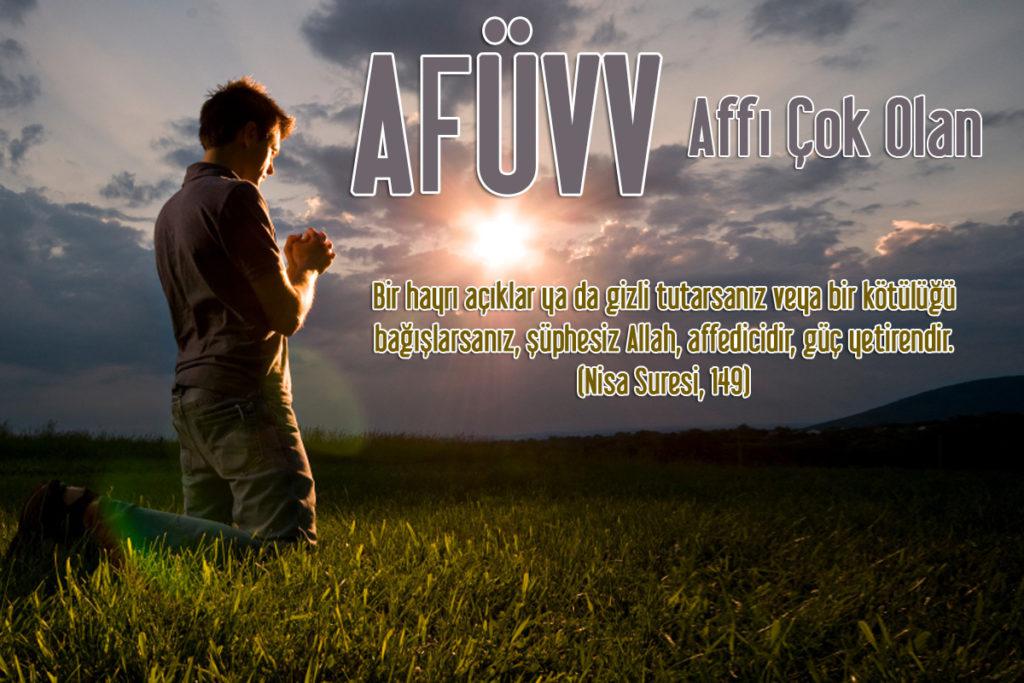 AFÜVV Affı Çok Olan
Bir hayrı açıklar ya da gizli tutarsanız veya bir kötülüğü
bağışlarsanız, şüphesiz Allah, affedicidir, güç yetirendir.
(Nisa Suresi, 149)